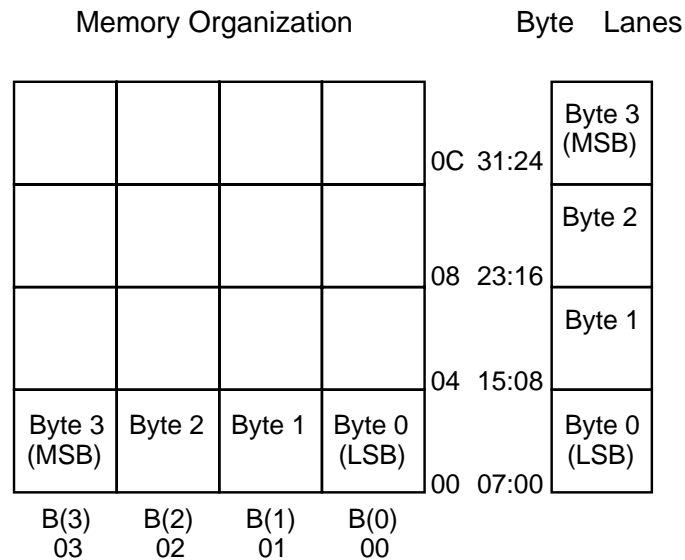 Memory Organization Byte Lanes
Byte 3
(MSB)
0C 31:24
Byte 2
08 23:16
Byte 1
04 15:08
Byte 3 Byte 2 Byte 1 Byte 0 Byte 0
(MSB) (LSB) (LSB)
00 07:00
B(3) B(2) B(1) B(0)
03 02 01 00